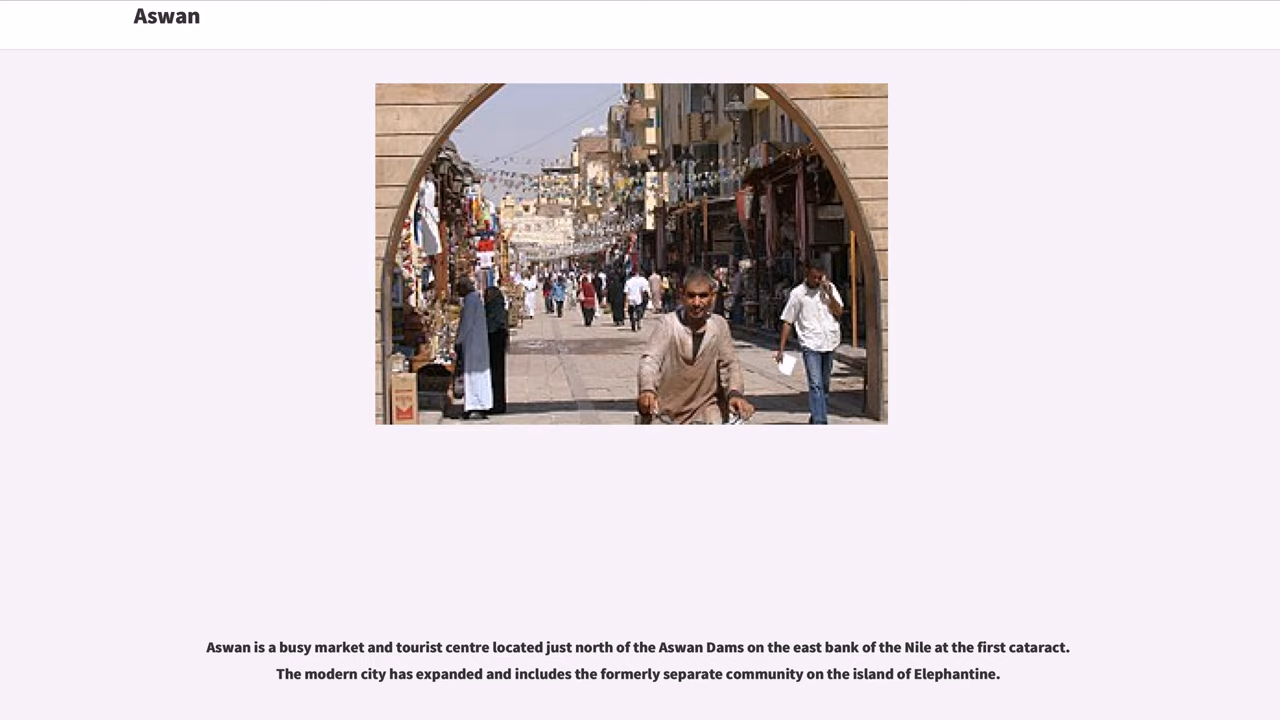 Aswan
Aswan is a busy market and tourist centre located just north of the Aswan Dams on the east bank of the Nile at the first cataract.
The modern city has expanded and includes the formerly separate community on the island of Elephantine.